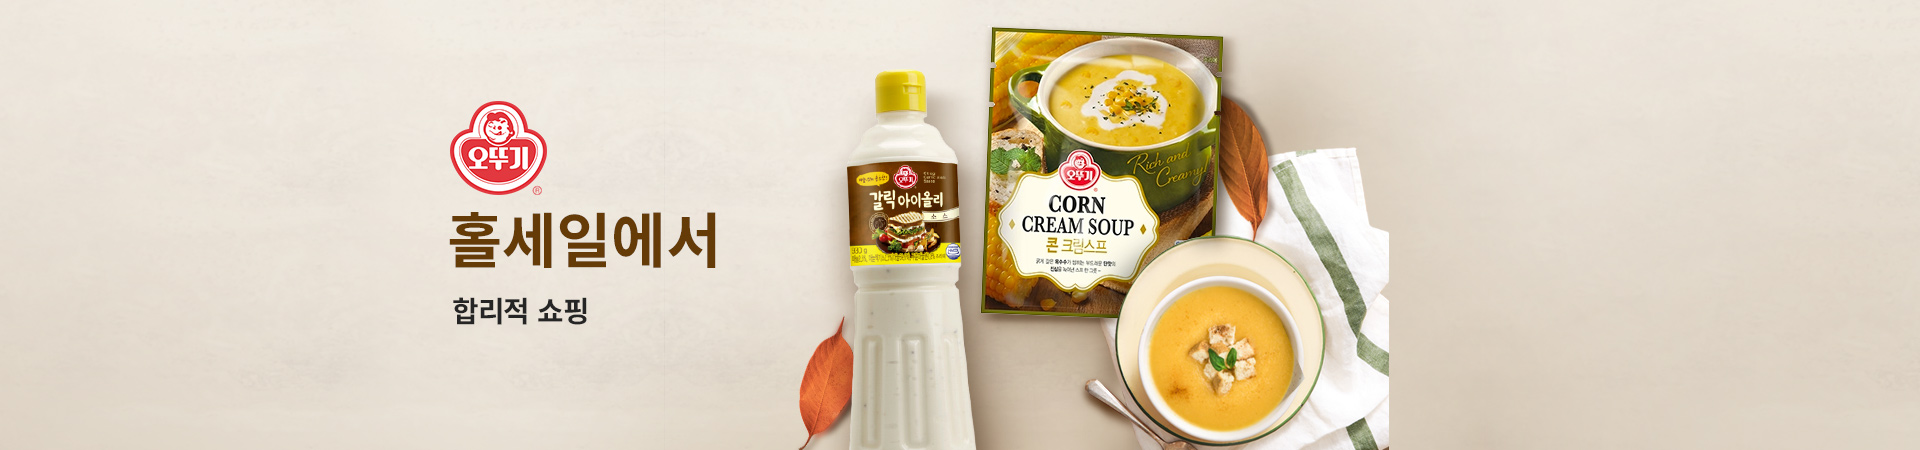 오뚜기
®
홀세일에서
합리적 쇼핑
오뚜기
갈릭 아이올리
소스
Rich and
Creamy!
오뚜기
CORN
CREAM SOUP
콘 크림스프